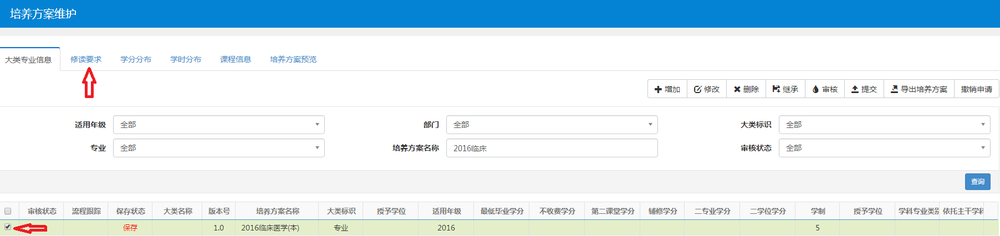 培养方案维护
大类专业信息 修读要求 学分分布 学时分布 课程信息 培养方案预览
增加 修改 删除 继承 审核 提交 导出培养方案 撤销申请
适用年级 全部 部门 全部 大类标识 全部
专业 全部 培养方案名称 2016临床 审核状态 全部
查询
审核状态 流程跟踪 保存状态 大类名称 版本号 培养方案名称 大类标识 授予学位 适用年级 最低毕业学分 不收费学分 第二课堂学分 辅修学分 二专业学分 二学位学分 学制 授予学位 学科专业类别 依托主干学科
保存 1.0 2016临床医学(本) 专业 2016 5